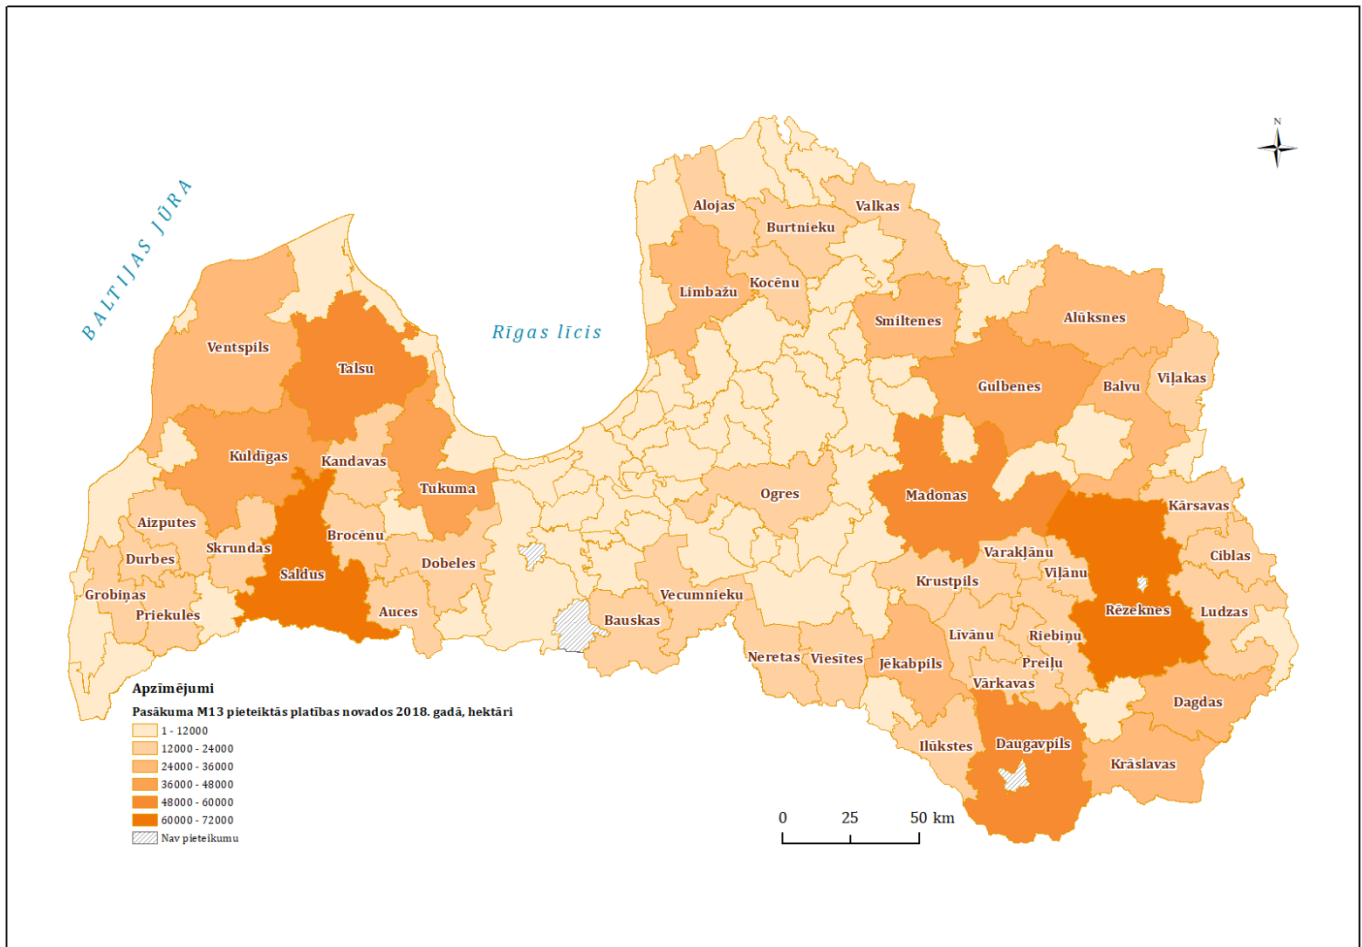 N
BALTIJAS JŪRA
Rīgas līcis
Alojas
Valkas
Burtnieku
Limbažu
Kocēnu
Smiltenes
Alūksnes
Ventspils
Talsu
Gulbenes
Balvu
Viļakas
Kuldīgas
Kandavas
Tukuma
Ogres
Madonas
Kārsavas
Aizputes
Skrundas
Brocēnu
Durbes
Dobeles
Varakļānu
Ciblas
Viļānu
Saldus
Krustpils
Grobiņas
Priekules
Auces
Vecumnieku
Bauskas
Rēzeknes
Ludzas
Līvānu
Riebiņu
Neretas
Viesītes
Jēkabpils
Preiļu
Vārkavas
Dagdas
Ilūkstes
Daugavpils
Krāslavas
Apzīmējumi
Pasākuma M13 pieteiktās platības novados 2018. gadā, hektāri
1 - 12000
12000 - 24000
24000 - 36000
36000 - 48000
48000 - 60000
60000 - 72000
Nav pieteikumu
0 25 50 km